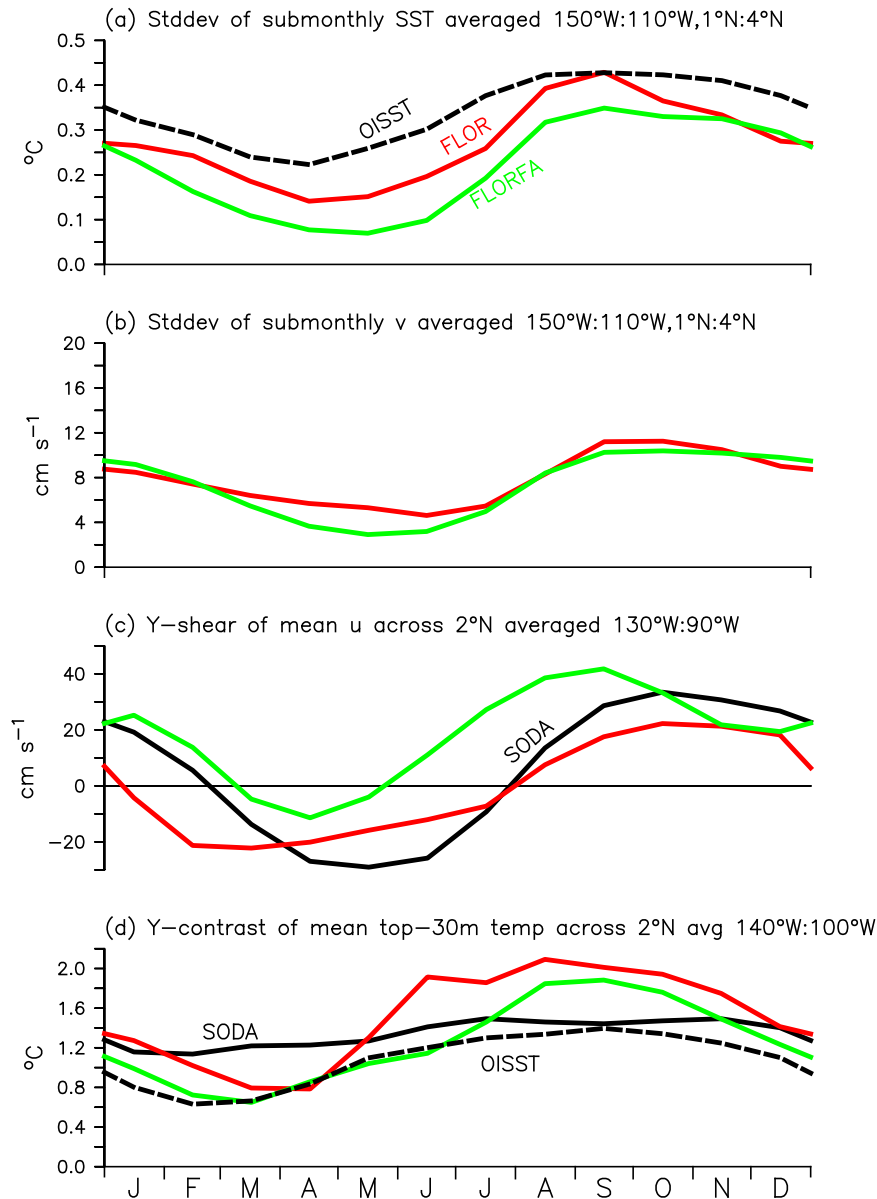 (a) Stddev of submonthly SST averaged 150°W:110°W,1°N:4°N
0.5
0.4
0.3
0.2
0.1
0.0
°C
OISST
FLOR
FLORFA
(b) Stddev of submonthly v averaged 150°W:110°W,1°N:4°N
20
16
12
8
4
0
cm s⁻¹
(c) Y−shear of mean u across 2°N averaged 130°W:90°W
40
20
0
−20
cm s⁻¹
SODA
(d) Y−contrast of mean top−30m temp across 2°N avg 140°W:100°W
2.0
1.6
1.2
0.8
0.4
0.0
°C
SODA
OISST
J F M A M J J A S O N D